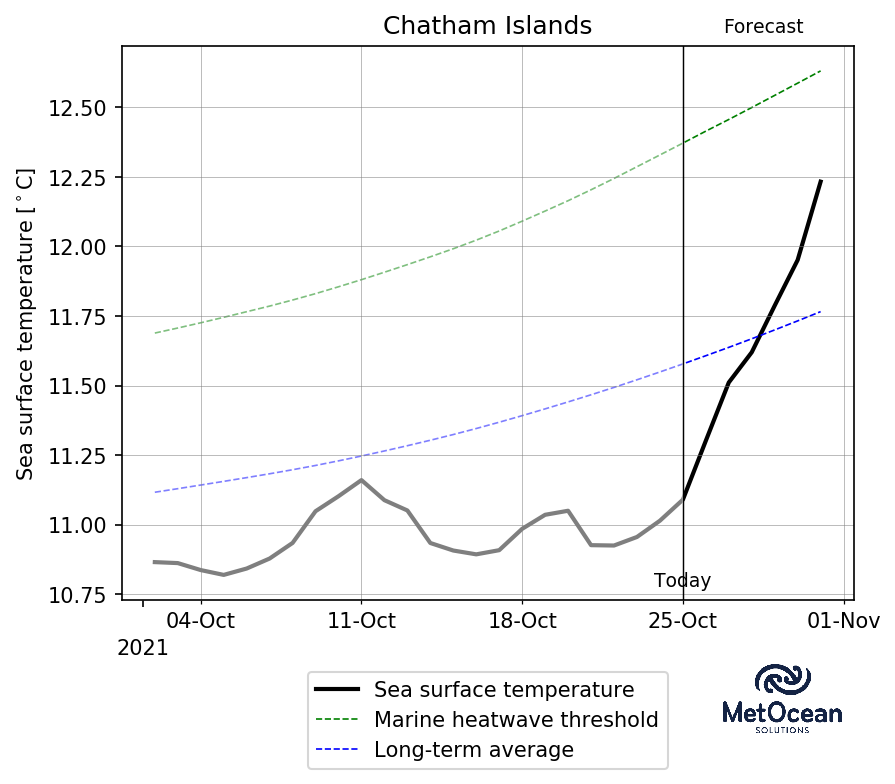 Chatham Islands
Forecast
Sea surface temperature [°C]
12.50
12.25
12.00
11.75
11.50
11.25
11.00
10.75
Today
04-Oct 11-Oct 18-Oct 25-Oct 01-Nov
2021
Sea surface temperature
Marine heatwave threshold
Long-term average
MetOcean
SOLUTIONS